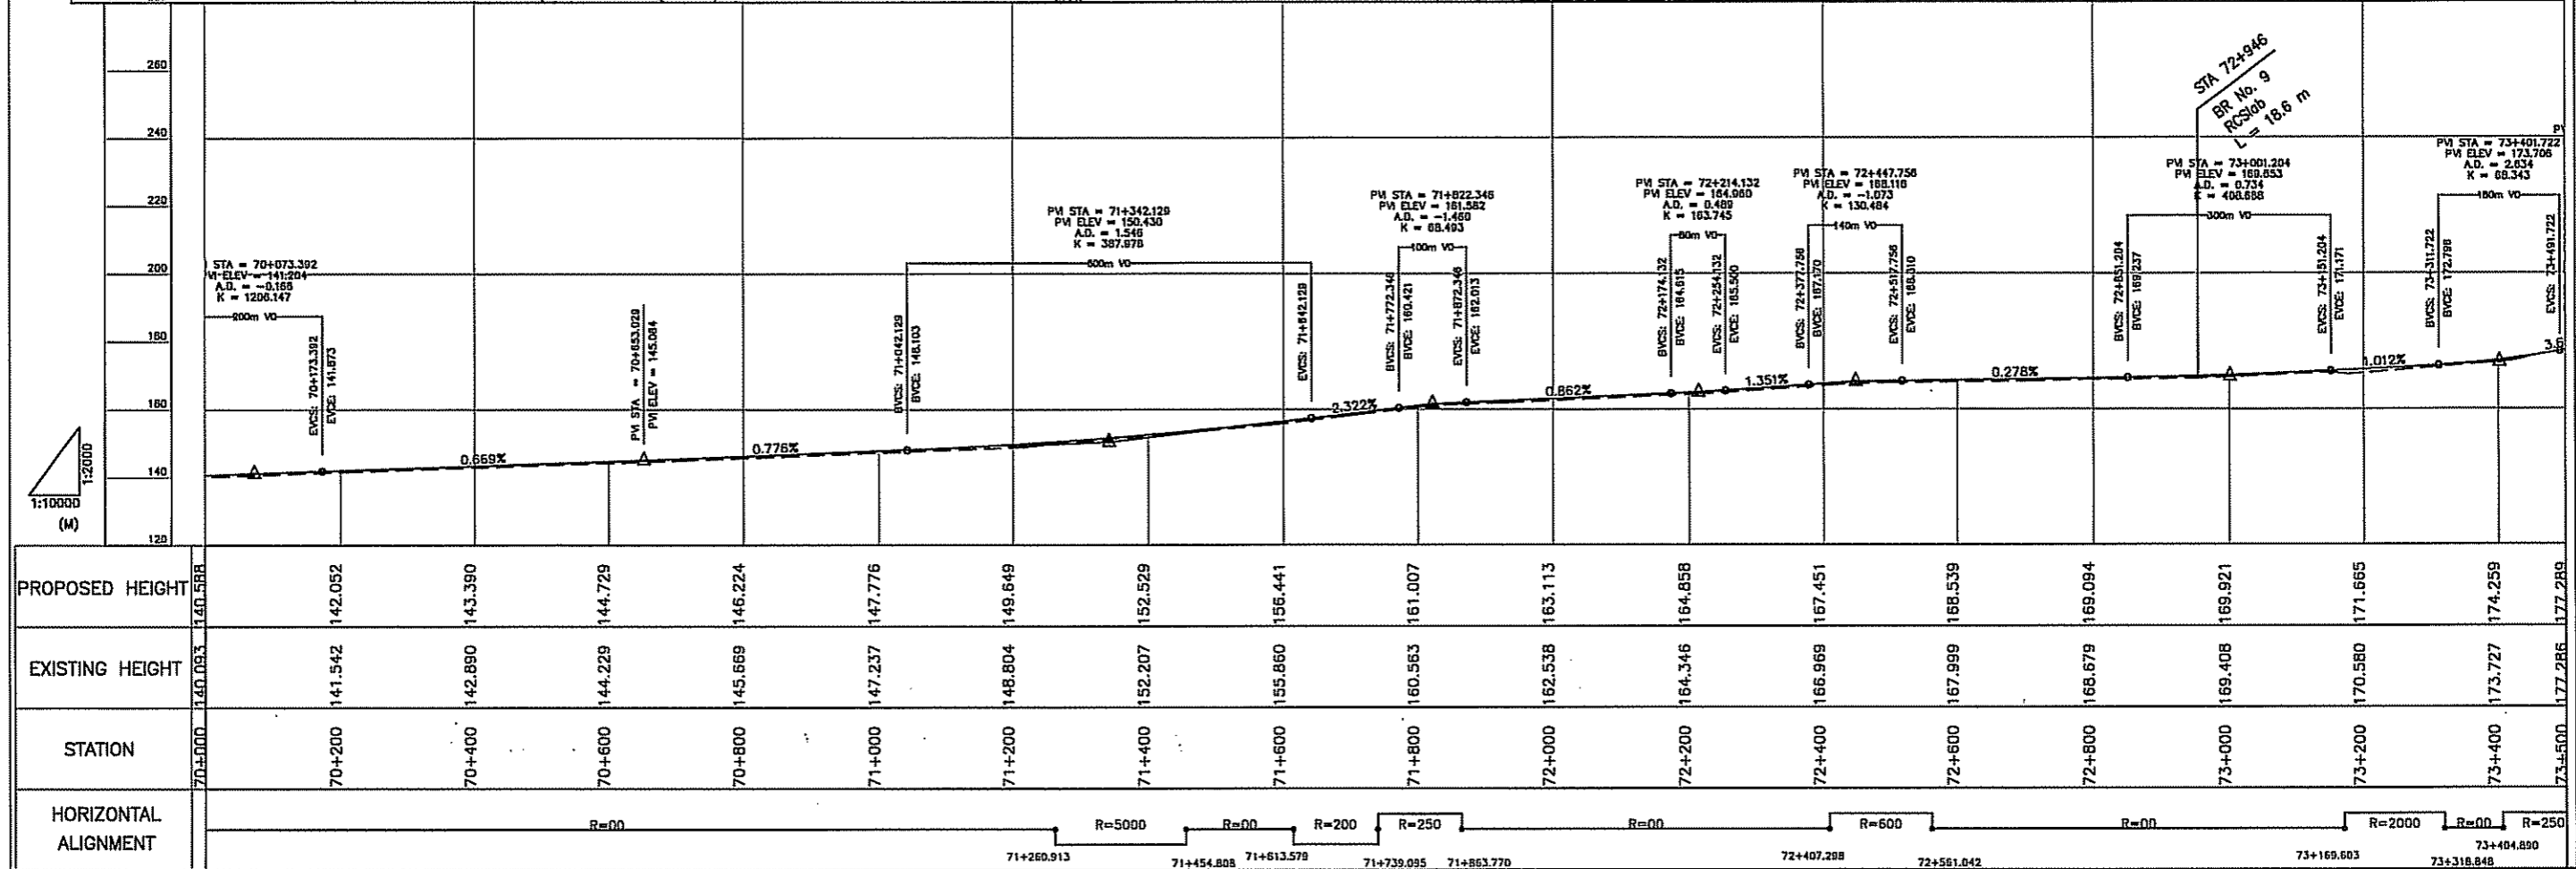 260
240
220
200
180
160
140
120
1:2000
1:10000
(M)
STA = 70+073.392
VI ELEV = 141.204
A.D. = -0.166
K = 1206.147
200m VC
EVCS: 70+173.392
EVCE: 141.873
0.669%
PVI STA = 70+653.029
PVI ELEV = 145.084
0.776%
BVCS: 71+042.129
BVCE: 148.103
PVI STA = 71+342.129
PVI ELEV = 150.430
A.D. = 1.546
K = 387.978
600m VC
EVCS: 71+642.129
2.322%
PVI STA = 71+822.346
PVI ELEV = 161.582
A.D. = -1.460
K = 68.493
100m VC
BVCS: 71+772.346
BVCE: 160.421
EVCS: 71+872.346
EVCE: 162.013
0.862%
PVI STA = 72+214.132
PVI ELEV = 164.960
A.D. = 0.489
K = 163.745
80m VC
BVCS: 72+174.132
BVCE: 164.615
EVCS: 72+254.132
EVCE: 165.500
1.351%
PVI STA = 72+447.756
PVI ELEV = 168.116
A.D. = -1.073
K = 130.484
140m VC
BVCS: 72+377.756
BVCE: 167.170
EVCS: 72+517.756
EVCE: 168.310
0.278%
STA 72+946
BR No. 9
RCSlab
L = 18.6 m
PVI STA = 73+001.204
PVI ELEV = 169.653
A.D. = 0.734
K = 408.688
300m VC
BVCS: 72+851.204
BVCE: 169.237
EVCS: 73+151.204
EVCE: 171.171
1.012%
PVI STA = 73+401.722
PVI ELEV = 173.706
A.D. = 2.634
K = 68.343
180m VC
BVCS: 73+311.722
BVCE: 172.796
EVCS: 73+491.722
3.6
PROPOSED HEIGHT 140.588 142.052 143.390 144.729 146.224 147.776 149.649 152.529 156.441 161.007 163.113 164.858 167.451 168.539 169.094 169.921 171.665 174.259 177.289
EXISTING HEIGHT 140.093 141.542 142.890 144.229 145.669 147.237 148.804 152.207 155.860 160.563 162.538 164.346 166.969 167.999 168.679 169.408 170.580 173.727 177.286
STATION 70+000 70+200 70+400 70+600 70+800 71+000 71+200 71+400 71+600 71+800 72+000 72+200 72+400 72+600 72+800 73+000 73+200 73+400 73+500
HORIZONTAL
ALIGNMENT
R=00 R=5000 R=00 R=200 R=250 R=00 R=600 R=00 R=2000 R=00 R=250
71+260.913 71+454.808 71+613.579 71+739.095 71+863.770 72+407.298 72+561.042 73+169.603 73+318.848 73+404.890